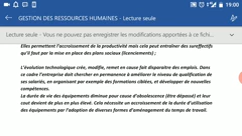 19:00
GESTION DES RESSOURCES HUMAINES - Lecture seule
Lecture seule - Vous ne pouvez pas enregistrer les modifications apportées à ce fichi...
Elles permettent l'accroissement de la productivité mais cela peut entraîner des sureffectifs
qu'il faut par la mise en place des plans sociaux (licenciements) ;
L'évolution technologique crée, modifie, remet en cause fait disparaitre des emplois. Dans
ce cadre l'entreprise doit chercher en permanence à améliorer le niveau de qualification de
ses salariés, en organisant par exemple des formations ciblées, et développer de nouvelles
compétences.
La durée de vie des équipements diminue pour cause d'obsolescence (être dépassé) et leur
cout devient de plus en plus élevé. Cela nécessite un accroissement de la durée d'utilisation
des équipements par l'adoption de diverses formes d'aménagement du temps de travail.